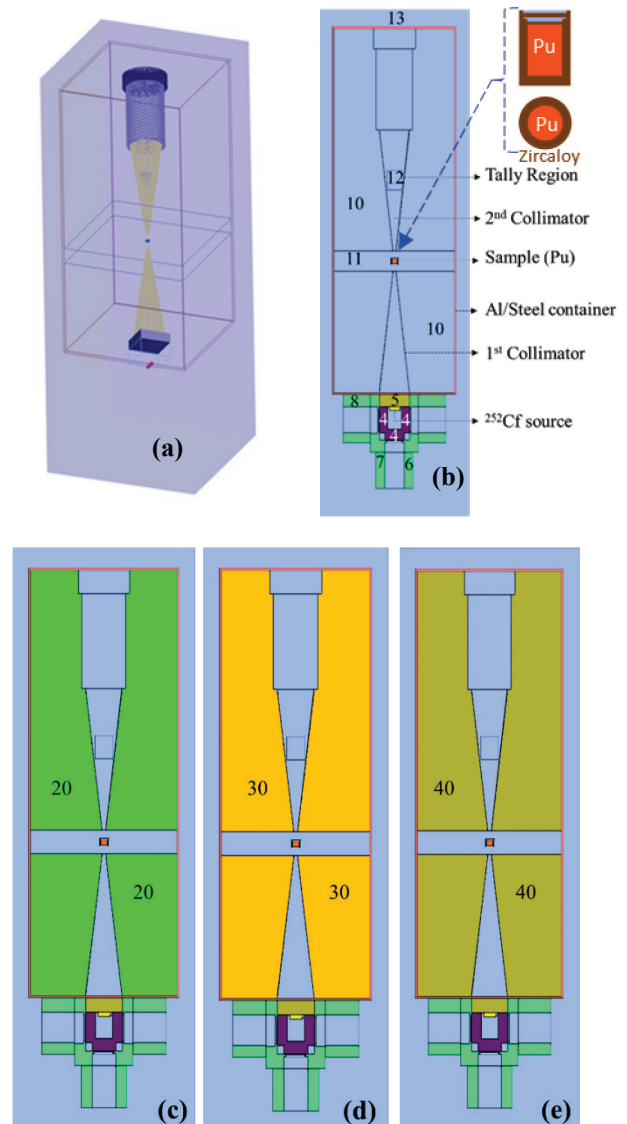 13
Pu
Pu
Zircaloy
12
Tally Region
10
2nd Collimator
11
Sample (Pu)
Al/Steel container
10
1st Collimator
8
5
4
4
252Cf source
4
7
6
(a)
(b)
20
30
40
20
30
40
(c)
(d)
(e)